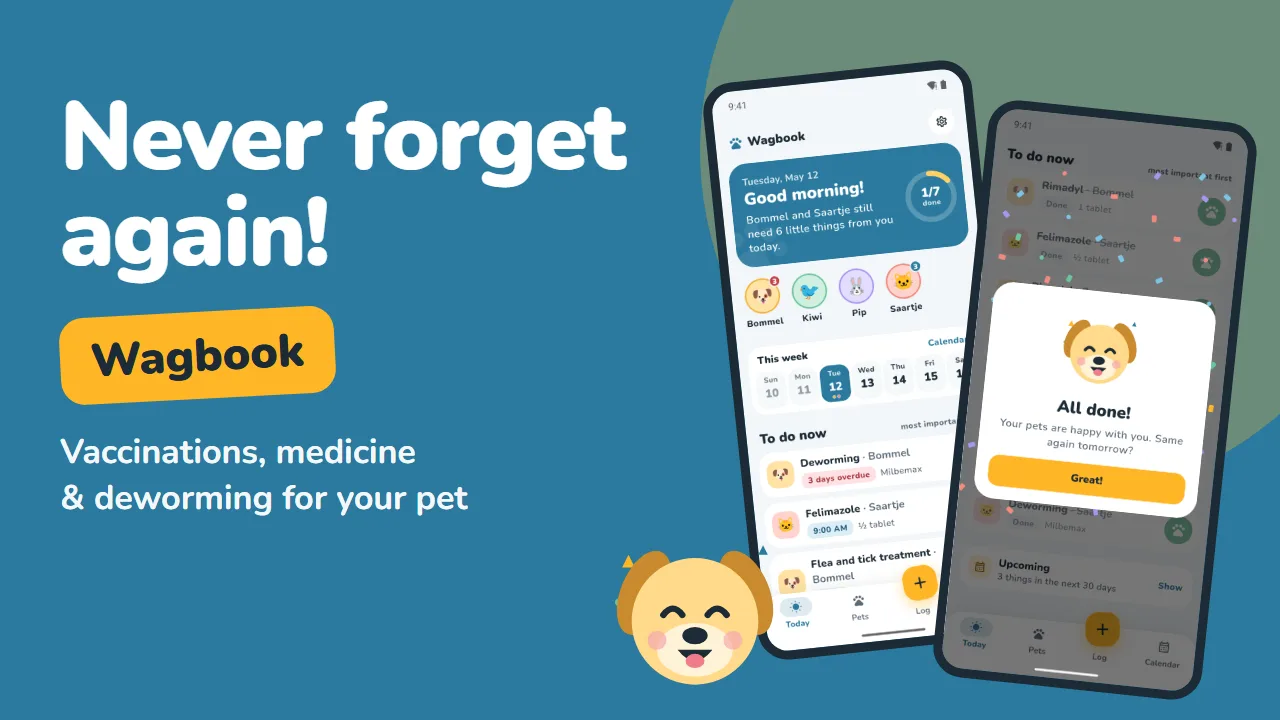 Never forget
again!
Wagbook
Vaccinations, medicine
& deworming for your pet
9:41
Wagbook
Tuesday, May 12
Good morning!
Bommel and Saartje still
need 6 little things from you
today.
1/7
done
3
3
Bommel
Kiwi
Pip
Saartje
This week
Sun
10
Mon
11
Tue
12
Wed
13
Thu
14
Fri
15
To do now
Deworming · Bommel
3 days overdue
Milbemax
Felimazole · Saartje
9:00 AM
½ tablet
Flea and tick treatment ·
Bommel
Today
Pets
Log
9:41
To do now
most important first
Rimadyl · Bommel
Done
1 tablet
Felimazole · Saartje
Done
½ tablet
All done!
Your pets are happy with you. Same
again tomorrow?
Great!
Deworming · Saartje
Done
Milbemax
Upcoming
3 things in the next 30 days
Show
Today
Pets
Log
Calendar